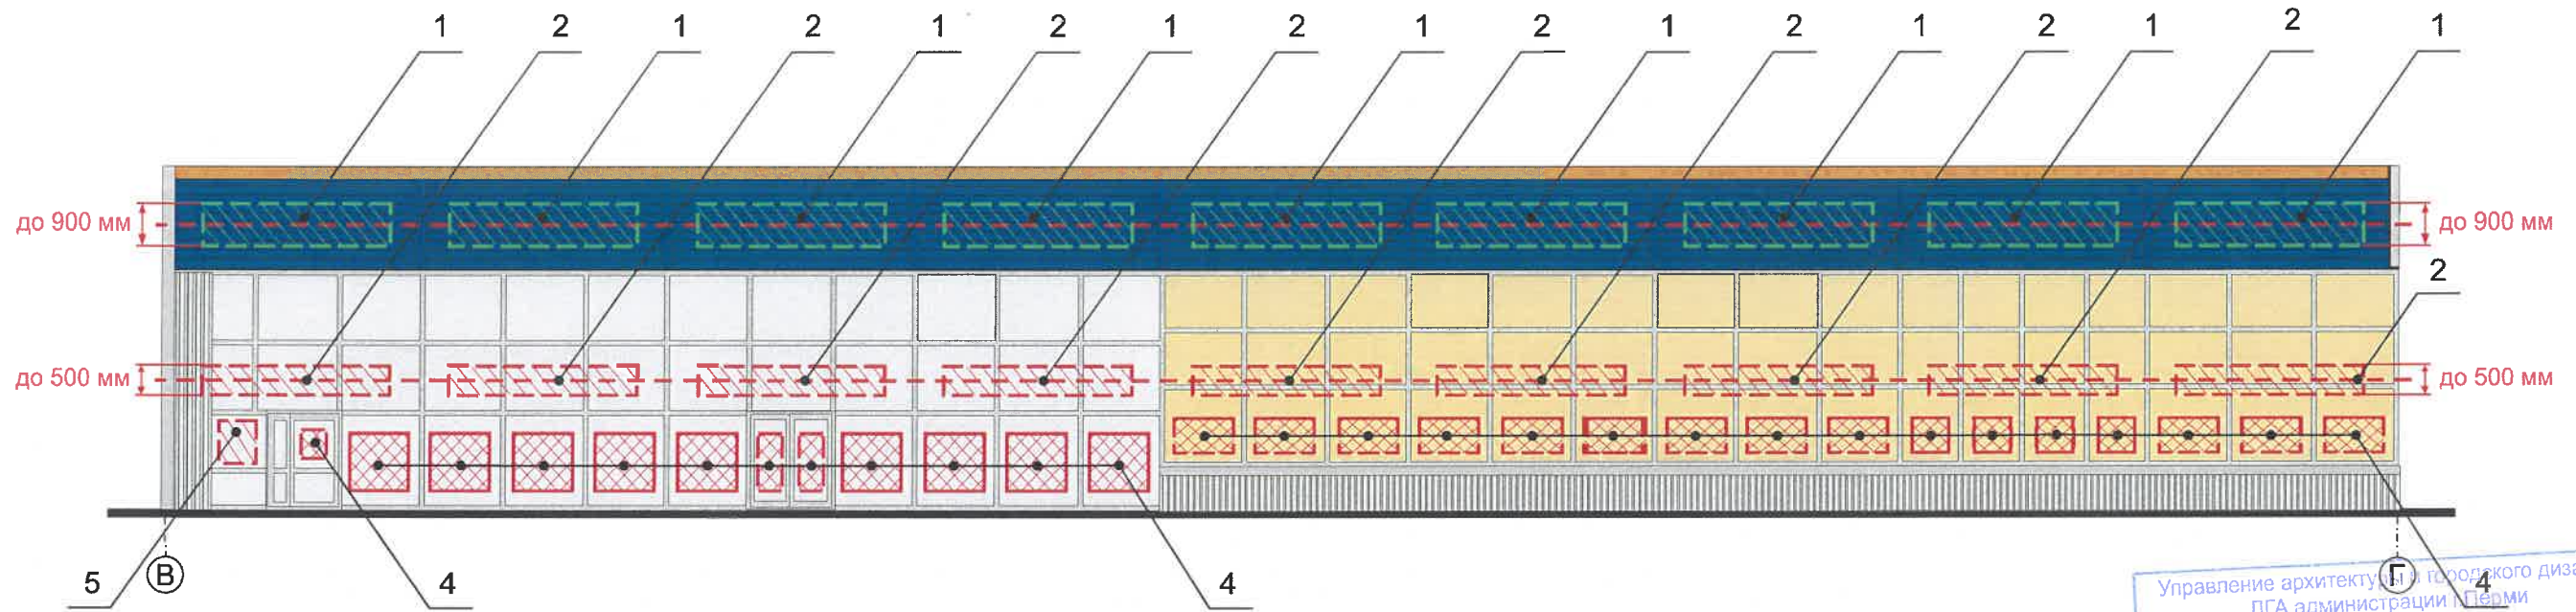 1 2 1 2 1 2 1 2 1 2 1 2 1 2 1 2 1
до 900 мм до 900 мм
2
до 500 мм до 500 мм
5 В 4 4 Г 4
Управление архитектуры и городского диза
ДГА администрации г.Перми